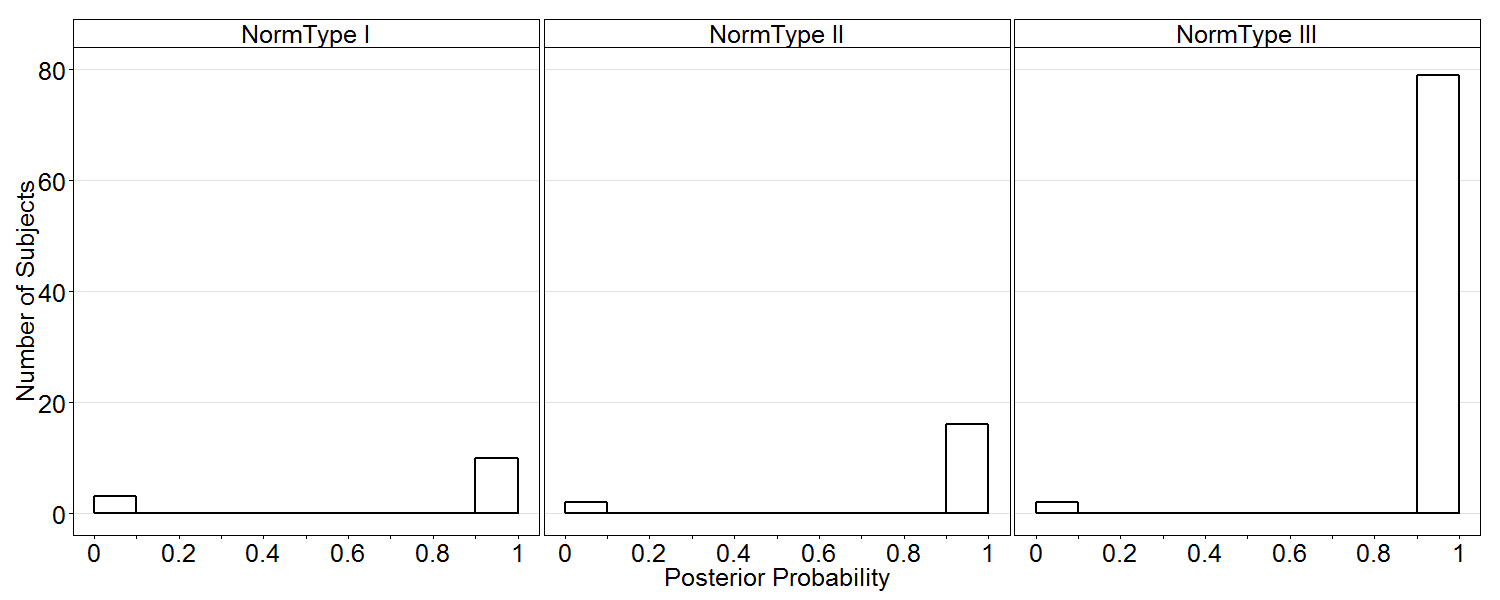 NormType I
NormType II
NormType III
Number of Subjects
80
60
40
20
0
0 0.2 0.4 0.6 0.8 1
0 0.2 0.4 0.6 0.8 1
0 0.2 0.4 0.6 0.8 1
Posterior Probability